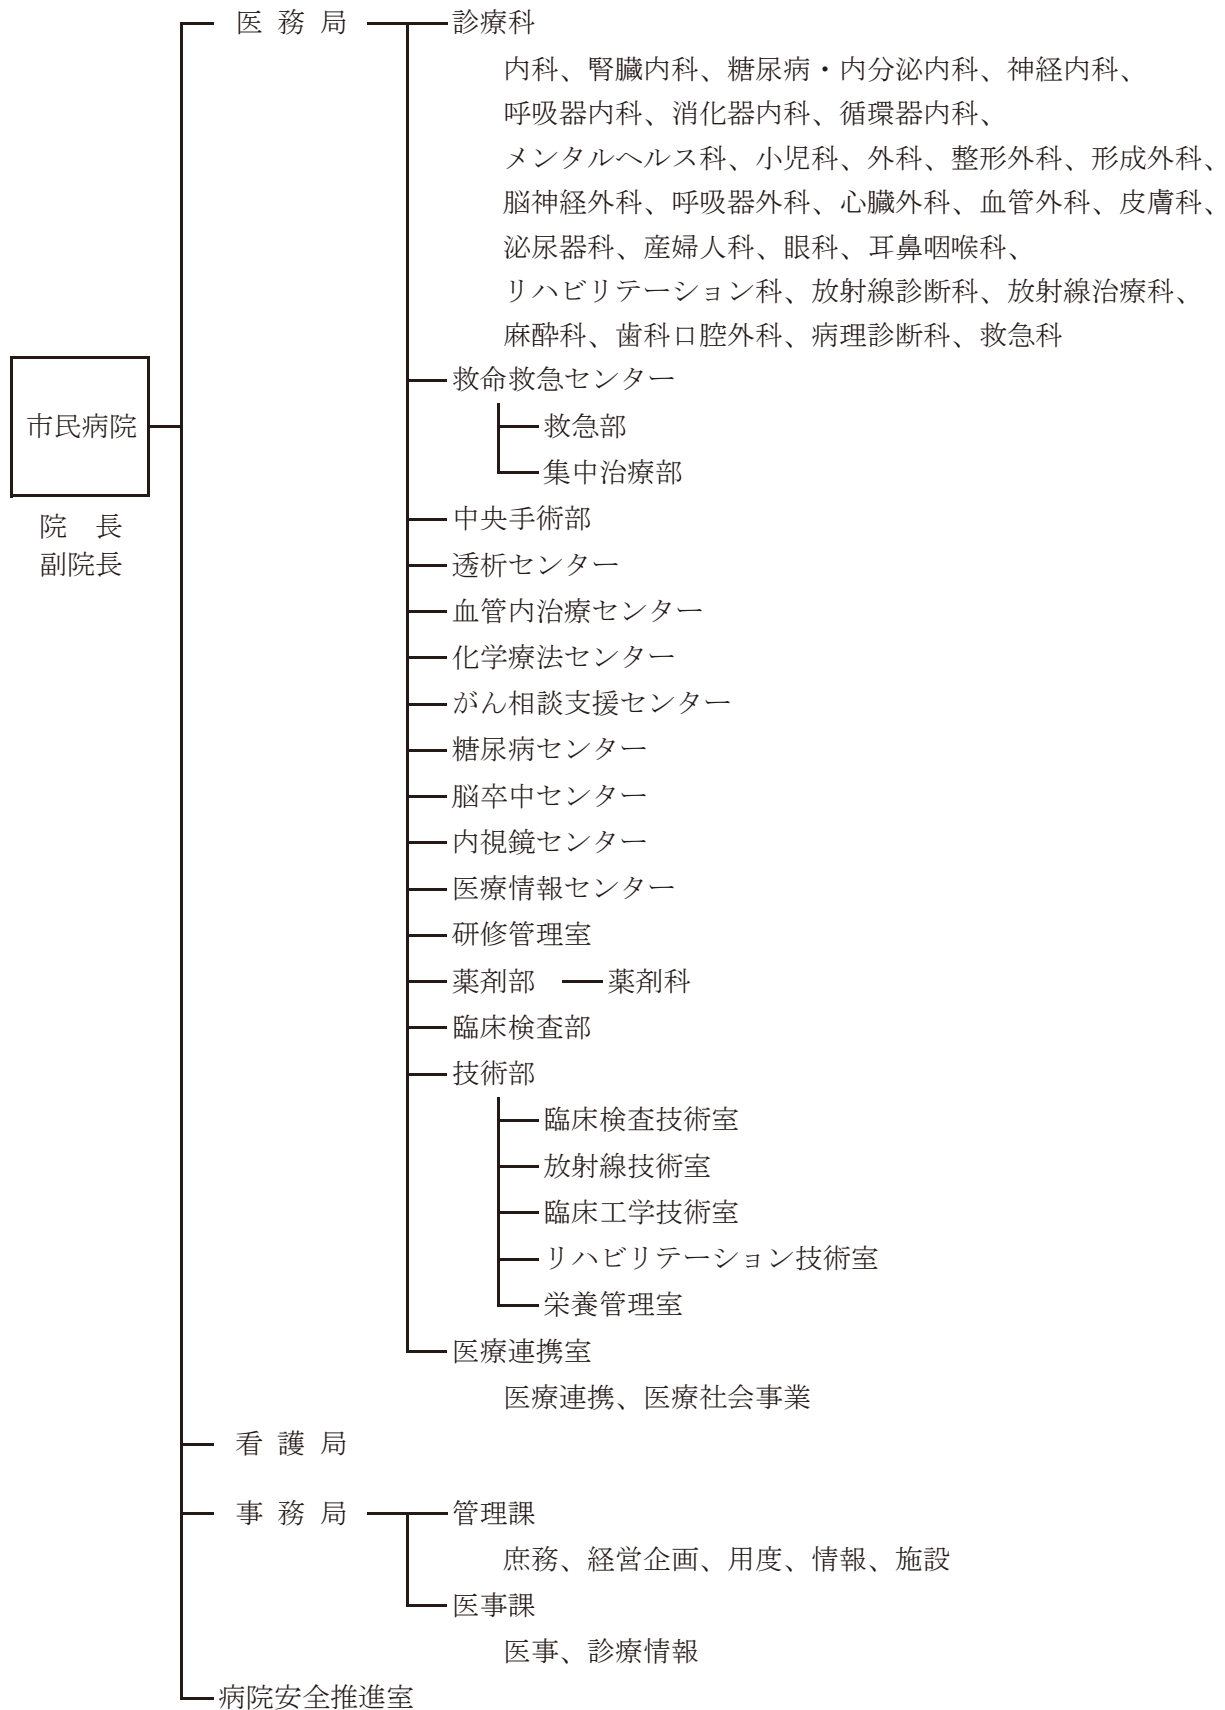 医務局
診療科
内科、腎臓内科、糖尿病・内分泌内科、神経内科、
呼吸器内科、消化器内科、循環器内科、
メンタルヘルス科、小児科、外科、整形外科、形成外科、
脳神経外科、呼吸器外科、心臓外科、血管外科、皮膚科、
泌尿器科、産婦人科、眼科、耳鼻咽喉科、
リハビリテーション科、放射線診断科、放射線治療科、
麻酔科、歯科口腔外科、病理診断科、救急科
救命救急センター
市民病院
救急部
集中治療部
院　長
副院長
中央手術部
透析センター
血管内治療センター
化学療法センター
がん相談支援センター
糖尿病センター
脳卒中センター
内視鏡センター
医療情報センター
研修管理室
薬剤部 薬剤科
臨床検査部
技術部
臨床検査技術室
放射線技術室
臨床工学技術室
リハビリテーション技術室
栄養管理室
医療連携室
医療連携、医療社会事業
看護局
事務局
管理課
庶務、経営企画、用度、情報、施設
医事課
医事、診療情報
病院安全推進室